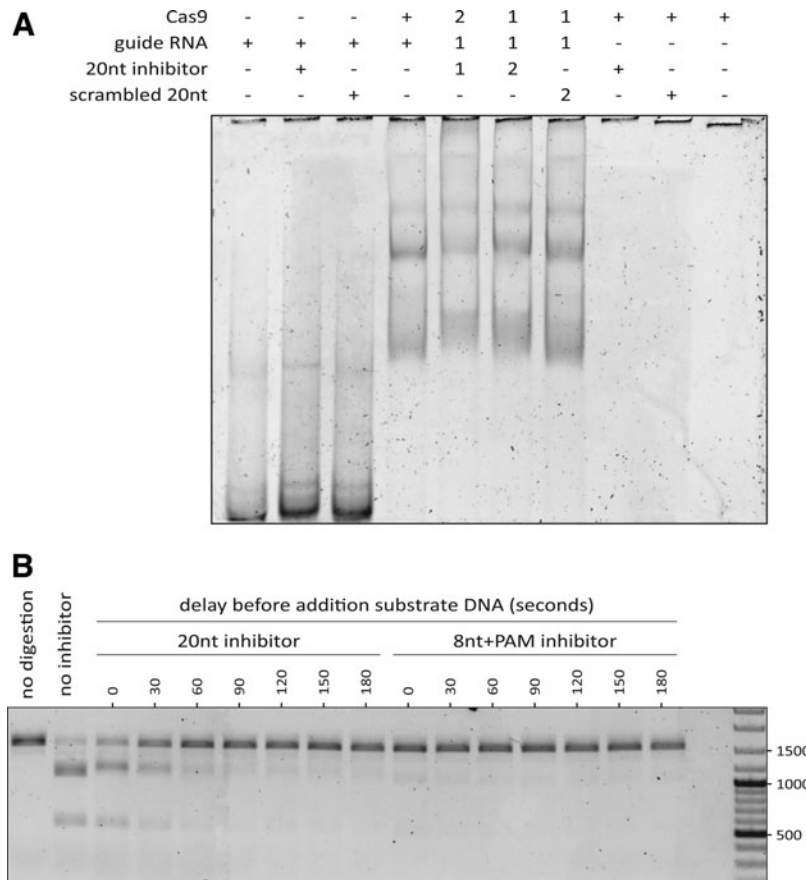 A
Cas9 - - - + 2 1 1 + + +
guide RNA + + + + 1 1 1 - - -
20nt inhibitor - + - - 1 2 - + - -
scrambled 20nt - - + - - - 2 - + -
B
no digestion
no inhibitor
delay before addition substrate DNA (seconds)
20nt inhibitor 8nt+PAM inhibitor
0 30 60 90 120 150 180 0 30 60 90 120 150 180
1500
1000
500